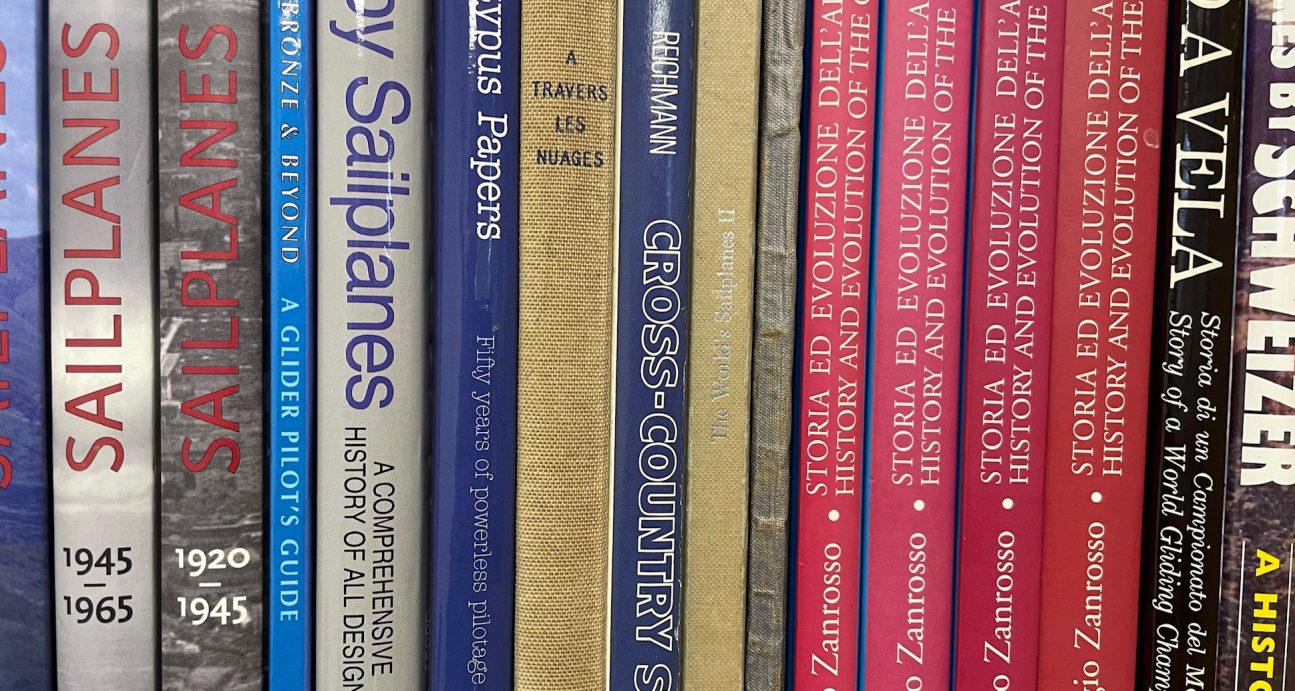 SAILPLANES
1945
–
1965
SAILPLANES
1920
–
1945
BRONZE & BEYOND A GLIDER PILOT'S GUIDE
Sailplanes
A COMPREHENSIVE
HISTORY OF ALL DESIGN
Papers Fifty years of powerless pilotage
A
TRAVERS
LES
NUAGES
REICHMANN CROSS-COUNTRY S
The World's Sailplanes II
Zanrosso • STORIA ED EVOLUZIONE DELL'A
HISTORY AND EVOLUTION OF THE
Zanrosso • STORIA ED EVOLUZIONE DELL'A
HISTORY AND EVOLUTION OF THE
o Zanrosso • STORIA ED EVOLUZIONE DELL'A
HISTORY AND EVOLUTION OF THE
gio Zanrosso • STORIA ED EVOLUZIONE DELL'A
HISTORY AND EVOLUTION OF THE
A VELA
Storia di un Campionato del M
Story of a World Gliding Cham
ES BY SCHWEIZER
A HISTO